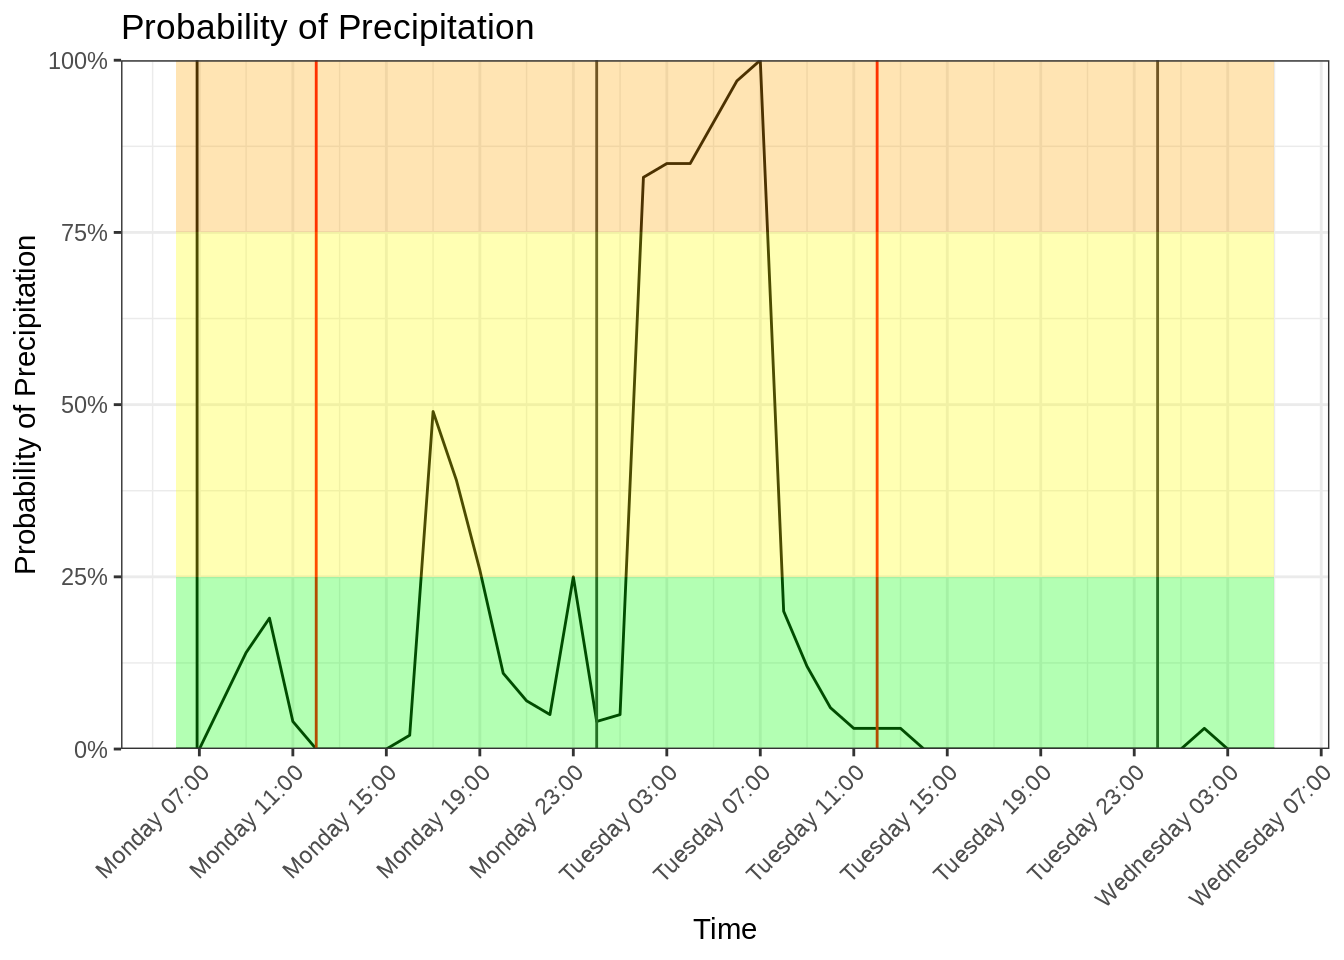 Probability of Precipitation
Probability of Precipitation
100%
75%
50%
25%
0%
Monday 07:00
Monday 11:00
Monday 15:00
Monday 19:00
Monday 23:00
Tuesday 03:00
Tuesday 07:00
Tuesday 11:00
Tuesday 15:00
Tuesday 19:00
Tuesday 23:00
Wednesday 03:00
Wednesday 07:00
Time